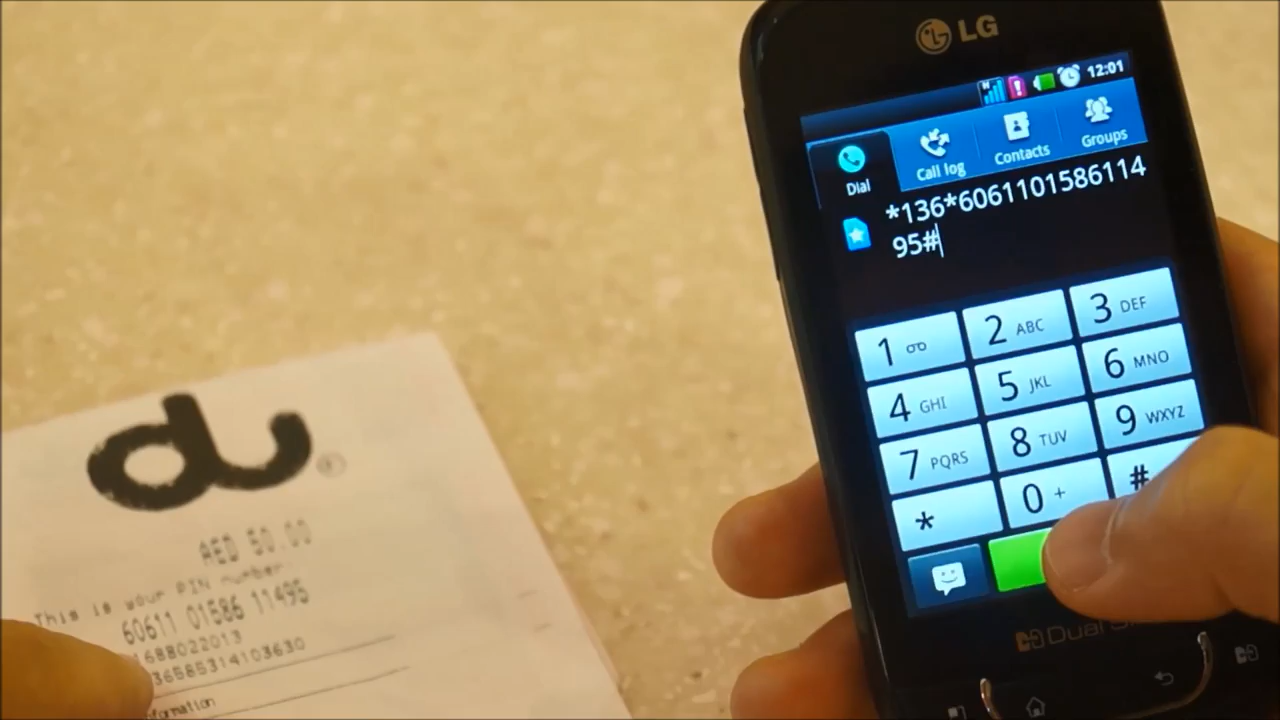 du
AED 50.00
This is your PIN number:
60611 01586 11495
1688022013
36585314103630
LG
12:01
Dial
Call log
Contacts
Groups
*136*6061101586114
95#
1
2 ABC
3 DEF
4 GHI
5 JKL
6 MNO
7 PQRS
8 TUV
9 WXYZ
*
0 +
#
Dual